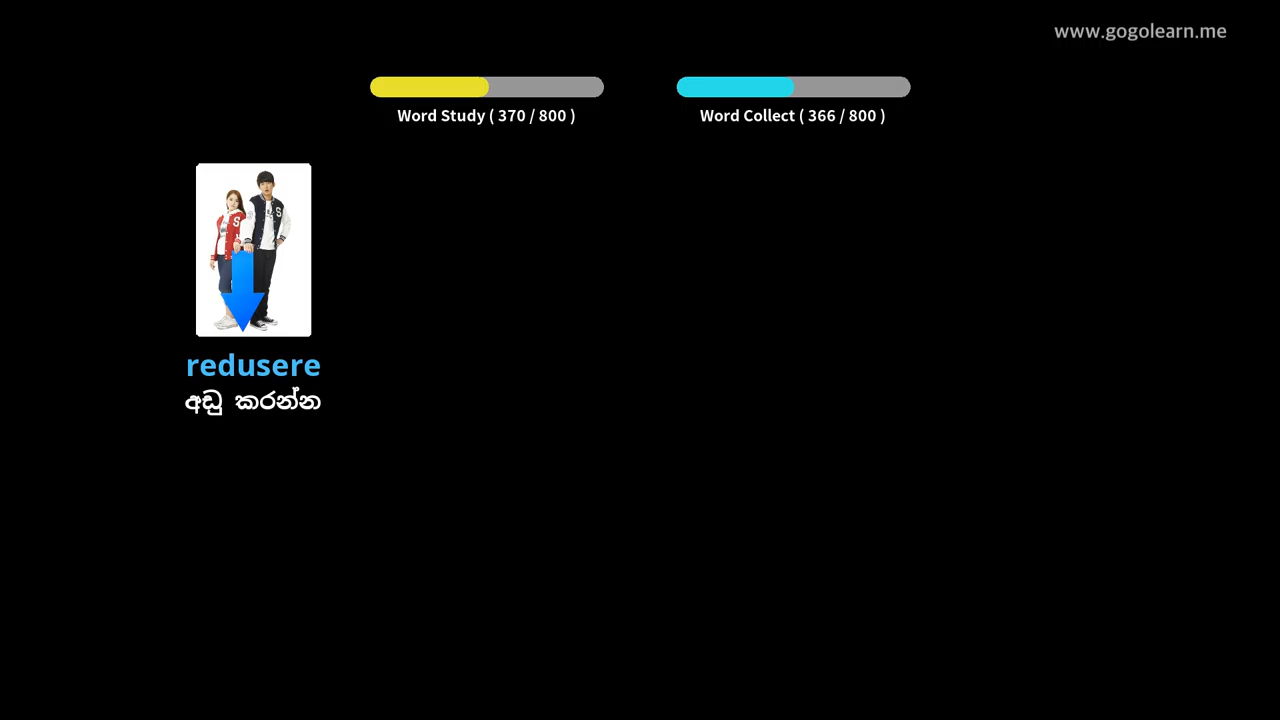 www.gogolearn.me
Word Study ( 370 / 800 )
Word Collect ( 366 / 800 )
S
S
redusere
අඩු කරන්න